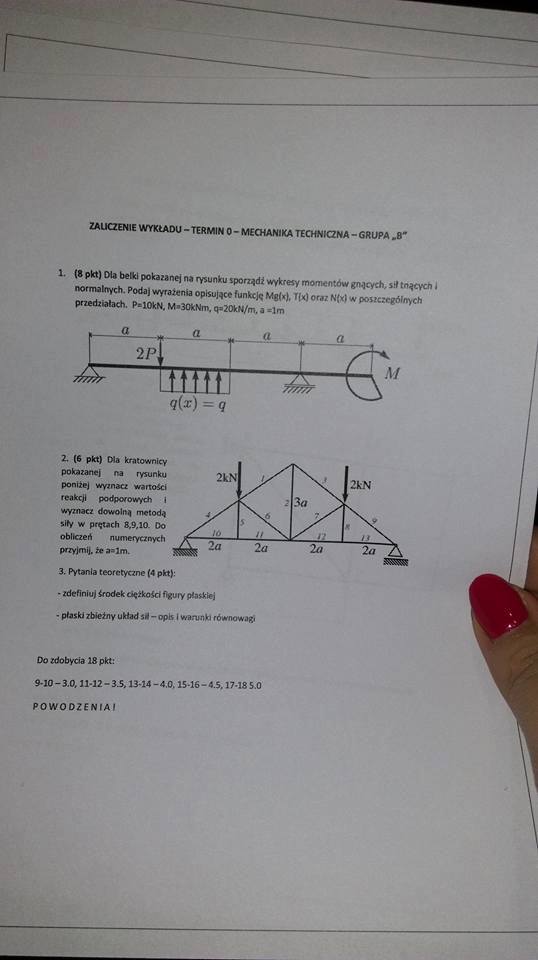 ZALICZENIE WYKŁADU – TERMIN 0 – MECHANIKA TECHNICZNA – GRUPA „B"
1. (8 pkt) Dla belki pokazanej na rysunku sporządź wykresy momentów gnących, sił tnących i
normalnych. Podaj wyrażenia opisujące funkcję Mg(x), T(x) oraz N(x) w poszczególnych
przedziałach. P=10kN, M=30kNm, q=20kN/m, a =1m
a a a a
2P
M
q(x) = q
2. (6 pkt) Dla kratownicy
pokazanej na rysunku
poniżej wyznacz wartości
reakcji podporowych i
wyznacz dowolną metodą
siły w prętach 8,9,10. Do
obliczeń numerycznych
przyjmij, że a=1m.
2kN 1 3 2kN
2 3a
4 5 6 7 8 9
10 11 12 13
2a 2a 2a 2a
3. Pytania teoretyczne (4 pkt):
- zdefiniuj środek ciężkości figury płaskiej
- płaski zbieżny układ sił – opis i warunki równowagi
Do zdobycia 18 pkt:
9-10 – 3.0, 11-12 – 3.5, 13-14 – 4.0, 15-16 – 4.5, 17-18 5.0
POWODZENIA!